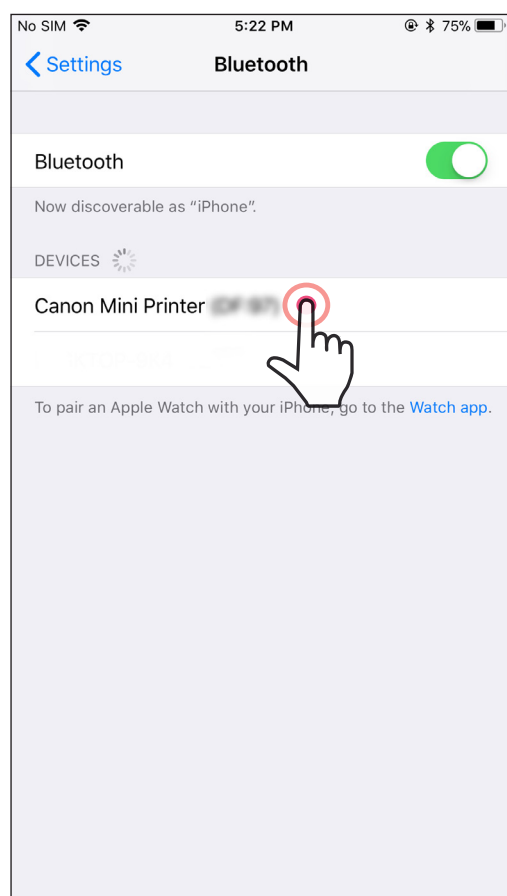 No SIM 5:22 PM 75%
Settings Bluetooth
Bluetooth
Now discoverable as “iPhone”.
DEVICES
Canon Mini Printer
To pair an Apple Watch with your iPhone, go to the Watch app.